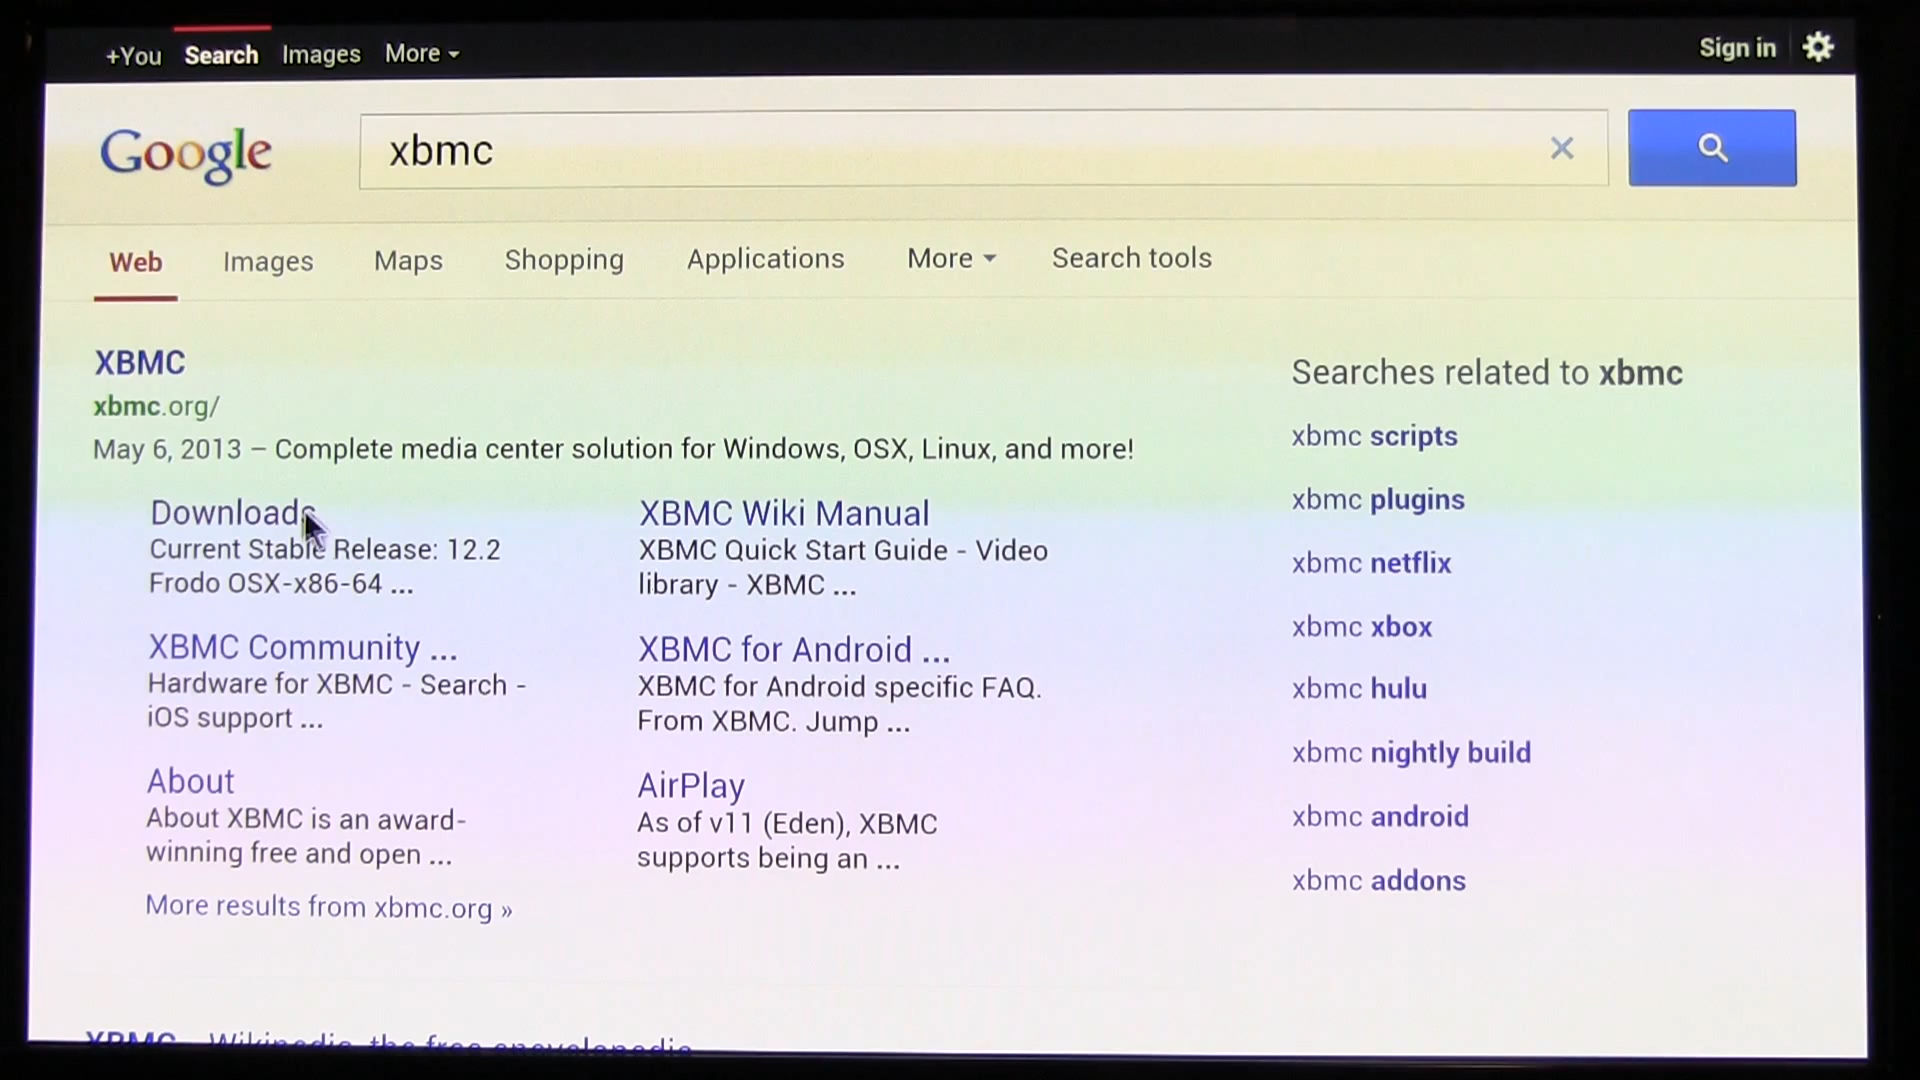 +You Search Images More
Sign in
Google
xbmc
Web Images Maps Shopping Applications More Search tools
XBMC
xbmc.org/
May 6, 2013 – Complete media center solution for Windows, OSX, Linux, and more!
Downloads
Current Stable Release: 12.2
Frodo OSX-x86-64 ...
XBMC Wiki Manual
XBMC Quick Start Guide - Video
library - XBMC ...
XBMC Community ...
Hardware for XBMC - Search -
iOS support ...
XBMC for Android ...
XBMC for Android specific FAQ.
From XBMC. Jump ...
About
About XBMC is an award-
winning free and open ...
AirPlay
As of v11 (Eden), XBMC
supports being an ...
More results from xbmc.org »
Searches related to xbmc
xbmc scripts
xbmc plugins
xbmc netflix
xbmc xbox
xbmc hulu
xbmc nightly build
xbmc android
xbmc addons
XBMC - Wikipedia, the free encyclopedia